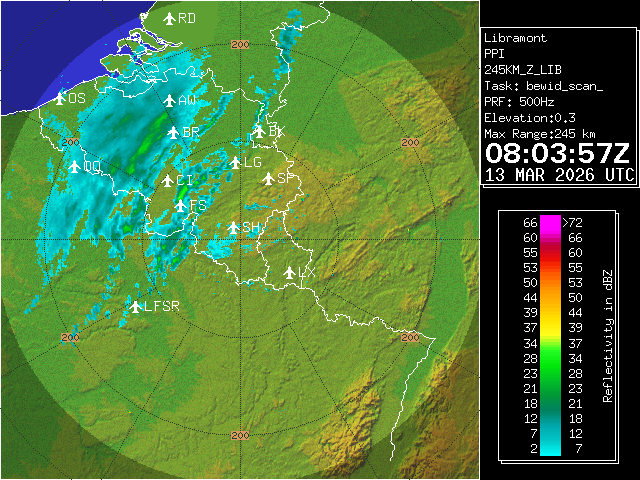 Libramont
PPI
245KM_Z_LIB
Task: bewid_scan_
PRF: 500Hz
Elevation:0.3
Max Range:245 km
08:03:57Z
13 MAR 2026 UTC
RD
200
OS
AW
BR
BK
200
200
LG
CI
SP
FS
SH
LX
LFSR
200
200
200
66 >72
60 66
55 60
53 55
50 53
44 50
39 44
37 39
34 37
28 34
23 28
21 23
18 21
12 18
7 12
2 7
Reflectivity in dBZ